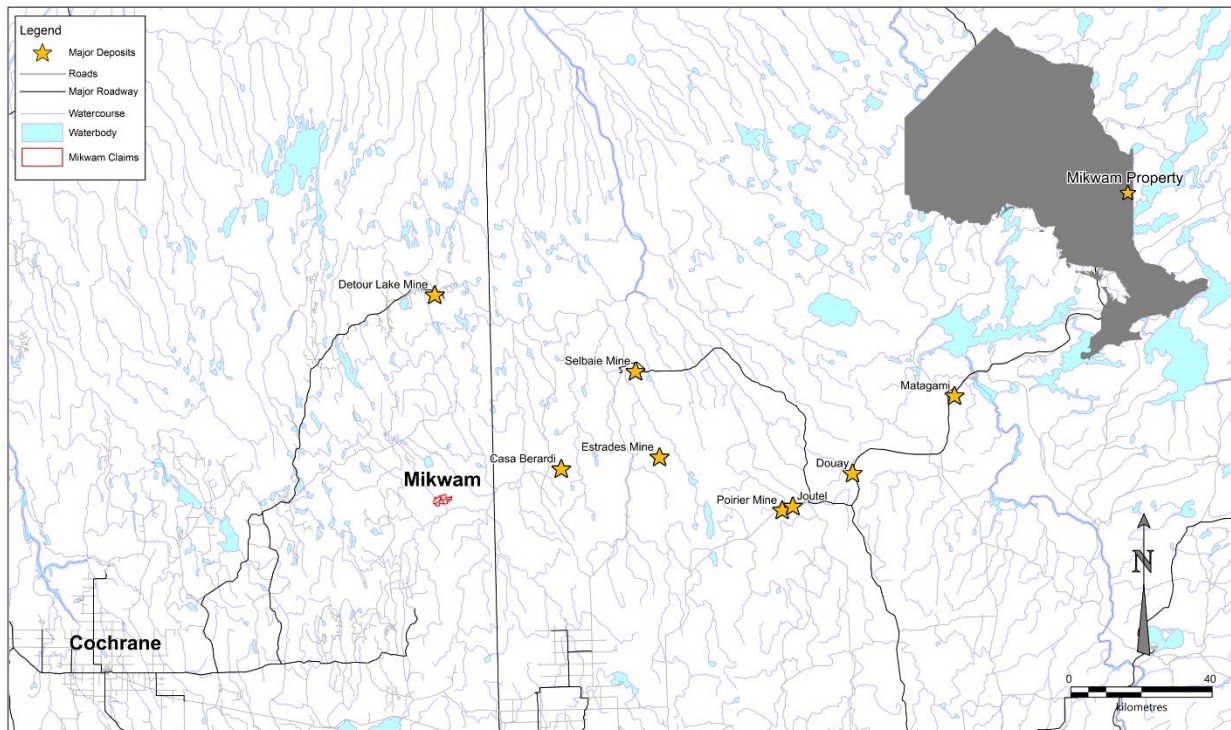 Legend
Major Deposits
Roads
Major Roadway
Watercourse
Waterbody
Mikwam Claims
Mikwam Property
Detour Lake Mine
Selbaie Mine
Matagami
Estrades Mine
Casa Berardi
Douay
Mikwam
Poirier Mine
Joutel
N
Cochrane
0 40
kilometres